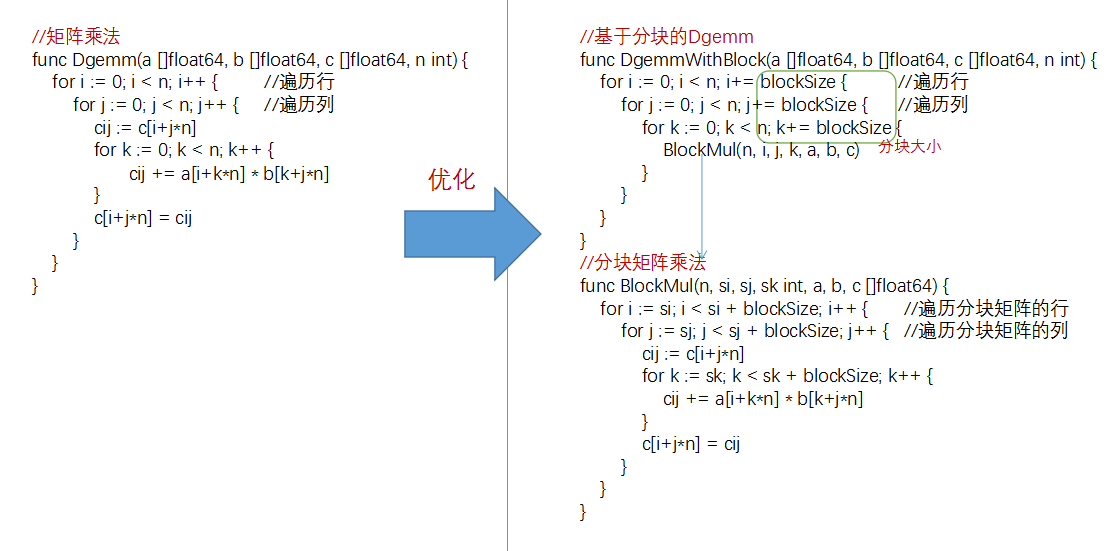 //矩阵乘法
func Dgemm(a []float64, b []float64, c []float64, n int) {
for i := 0; i < n; i++ { //遍历行
for j := 0; j < n; j++ { //遍历列
cij := c[i+j*n]
for k := 0; k < n; k++ {
cij += a[i+k*n] * b[k+j*n]
}
c[i+j*n] = cij
}
}
}
优化
//基于分块的Dgemm
func DgemmWithBlock(a []float64, b []float64, c []float64, n int) {
for i := 0; i < n; i+= blockSize { //遍历行
for j := 0; j < n; j+= blockSize { //遍历列
for k := 0; k < n; k+= blockSize {
分块大小
BlockMul(n, i, j, k, a, b, c)
}
}
}
}
//分块矩阵乘法
func BlockMul(n, si, sj, sk int, a, b, c []float64) {
for i := si; i < si + blockSize; i++ { //遍历分块矩阵的行
for j := sj; j < sj + blockSize; j++ { //遍历分块矩阵的列
cij := c[i+j*n]
for k := sk; k < sk + blockSize; k++ {
cij += a[i+k*n] * b[k+j*n]
}
c[i+j*n] = cij
}
}
}